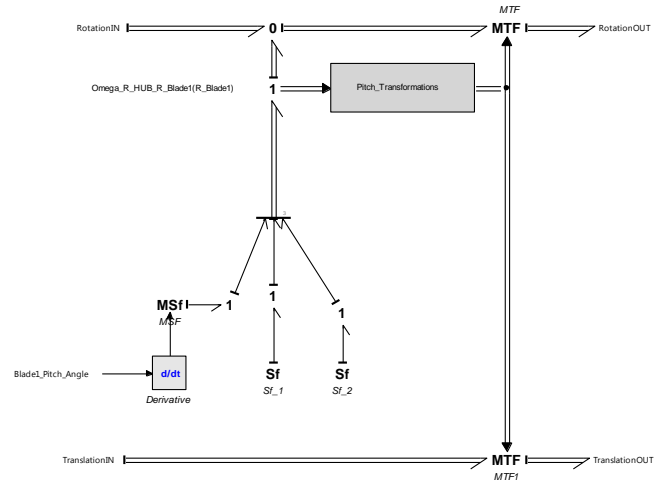 MTF
RotationIN
0
MTF
RotationOUT
Omega_R_HUB_R_Blade1(R_Blade1)
1
Pitch_Transformations
3
MSf
1
1
1
MSF
Blade1_Pitch_Angle
d/dt
Sf
Sf
Derivative
Sf_1
Sf_2
TranslationIN
MTF
TranslationOUT
MTF1